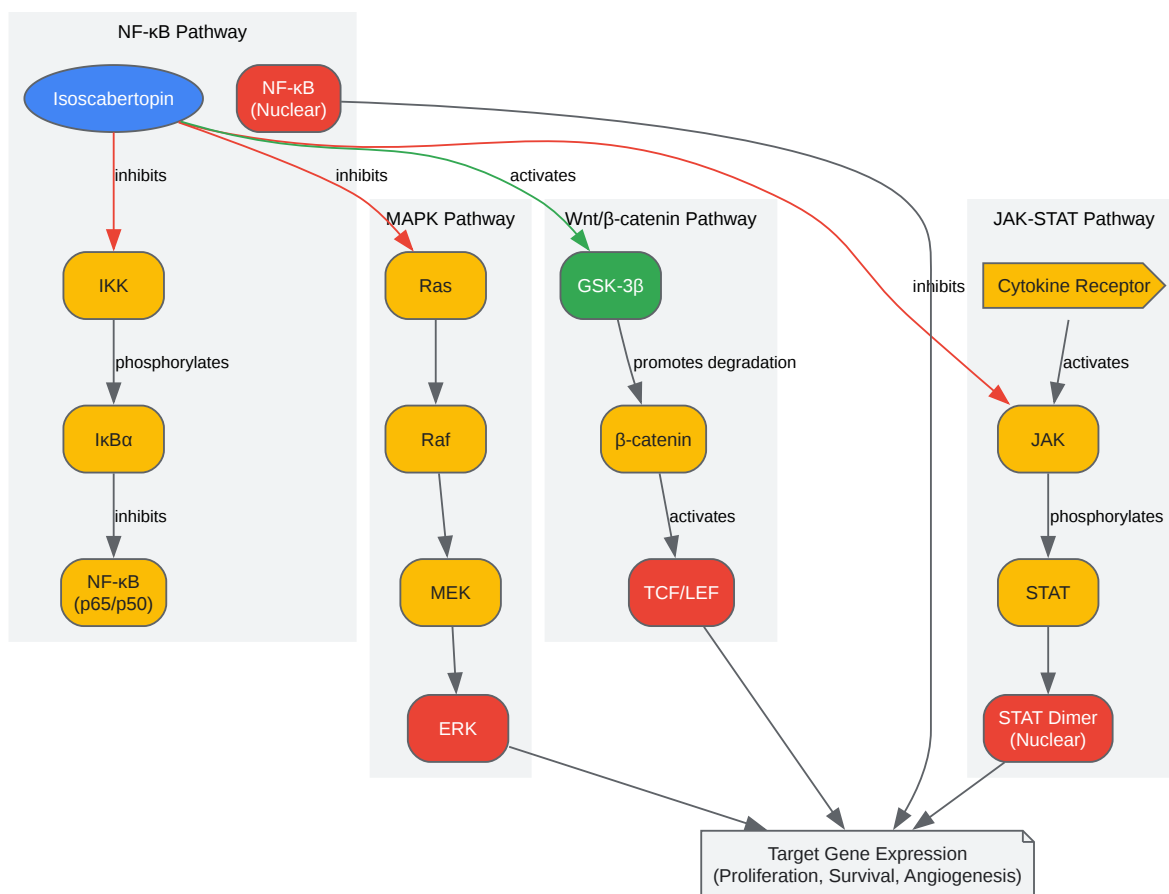 NF-κB Pathway
Isoscabertopin
NF-κB
(Nuclear)
inhibits
inhibits
activates
MAPK Pathway
Wnt/β-catenin Pathway
JAK-STAT Pathway
IKK
Ras
GSK-3β
inhibits
Cytokine Receptor
phosphorylates
promotes degradation
activates
IκBα
Raf
β-catenin
JAK
inhibits
activates
phosphorylates
NF-κB
(p65/p50)
MEK
TCF/LEF
STAT
ERK
STAT Dimer
(Nuclear)
Target Gene Expression
(Proliferation, Survival, Angiogenesis)